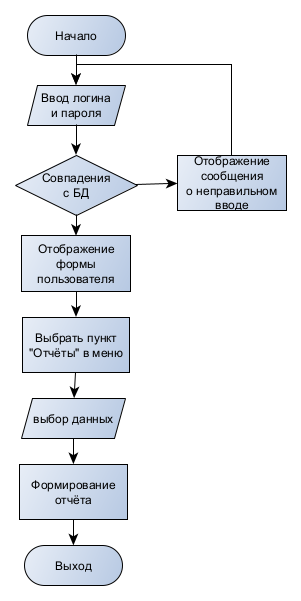 Начало
Ввод логина
и пароля
Совпадения
с БД
Отображение
сообщения
о неправильном
вводе
Отображение
формы
пользователя
Выбрать пункт
"Отчёты" в меню
выбор данных
Формирование
отчёта
Выход